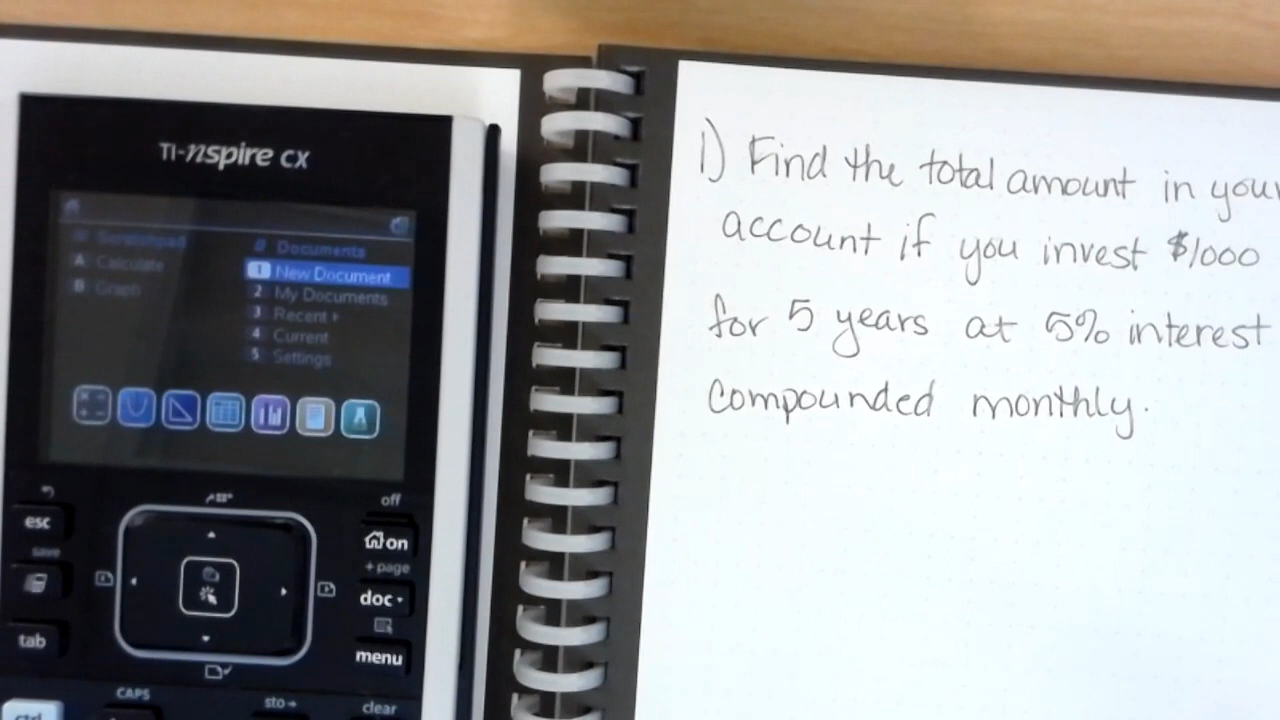 TI-nspire CX
Scratchpad
A Calculate
B Graph
Documents
1 New Document
2 My Documents
3 Recent
4 Current
5 Settings
esc
save
tab
off
on
+ page
doc
menu
CAPS
sto→
clear
ctrl
1) Find the total amount in your
account if you invest $1000
for 5 years at 5% interest
compounded monthly.